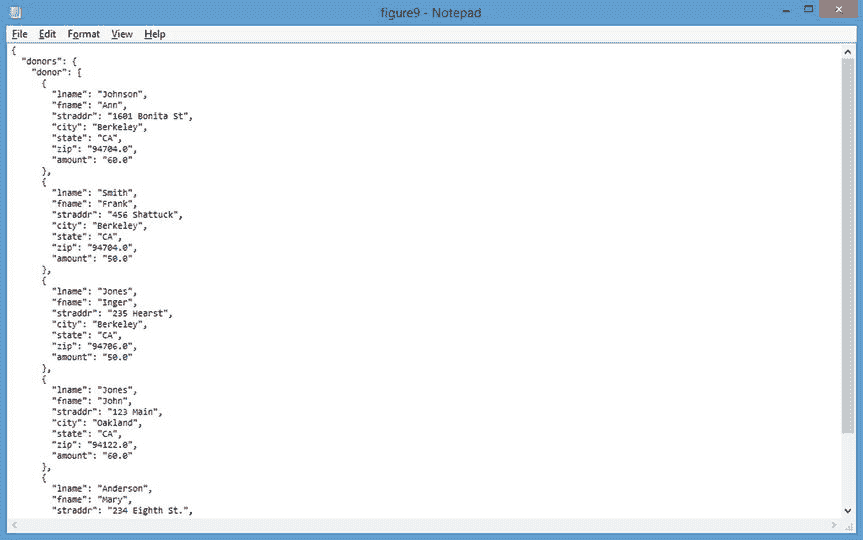 figure9 - Notepad
File Edit Format View Help
{
  "donors": {
    "donor": [
      {
        "lname": "Johnson",
        "fname": "Ann",
        "straddr": "1601 Bonita St",
        "city": "Berkeley",
        "state": "CA",
        "zip": "94704.0",
        "amount": "60.0"
      },
      {
        "lname": "Smith",
        "fname": "Frank",
        "straddr": "456 Shattuck",
        "city": "Berkeley",
        "state": "CA",
        "zip": "94704.0",
        "amount": "50.0"
      },
      {
        "lname": "Jones",
        "fname": "Inger",
        "straddr": "235 Hearst",
        "city": "Berkeley",
        "state": "CA",
        "zip": "94706.0",
        "amount": "50.0"
      },
      {
        "lname": "Jones",
        "fname": "John",
        "straddr": "123 Main",
        "city": "Oakland",
        "state": "CA",
        "zip": "94122.0",
        "amount": "60.0"
      },
      {
        "lname": "Anderson",
        "fname": "Mary",
        "straddr": "234 Eighth St.",